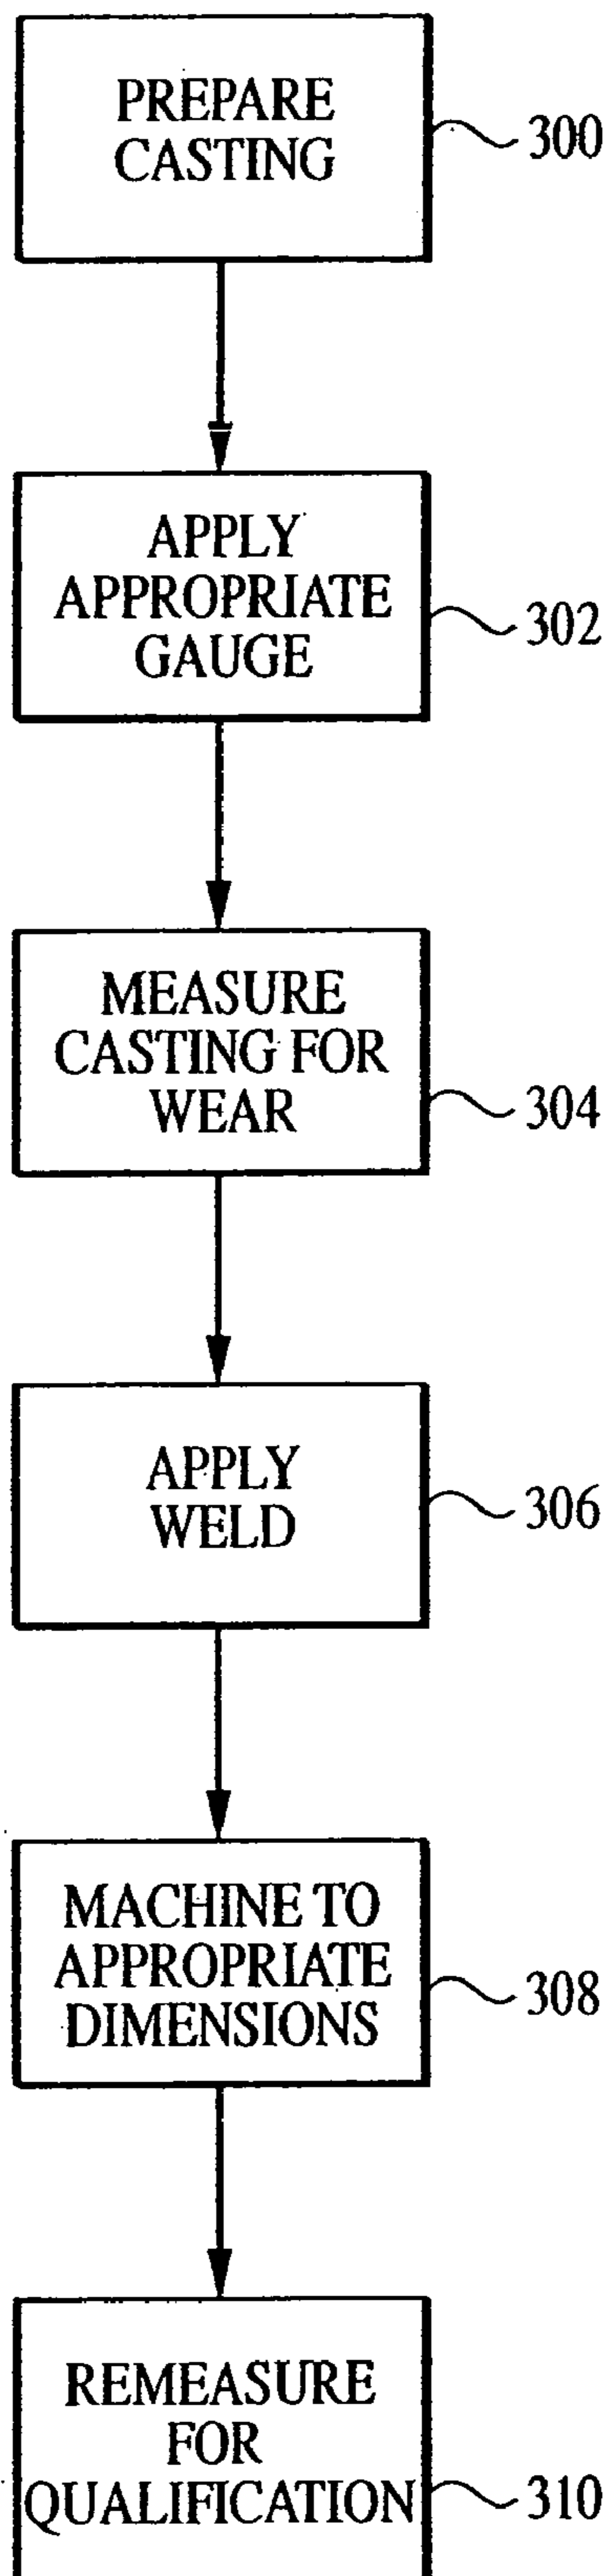 PREPARE
CASTING
300
APPLY
APPROPRIATE
GAUGE
302
MEASURE
CASTING FOR
WEAR
304
APPLY
WELD
306
MACHINE TO
APPROPRIATE
DIMENSIONS
308
REMEASURE
FOR
QUALIFICATION
310